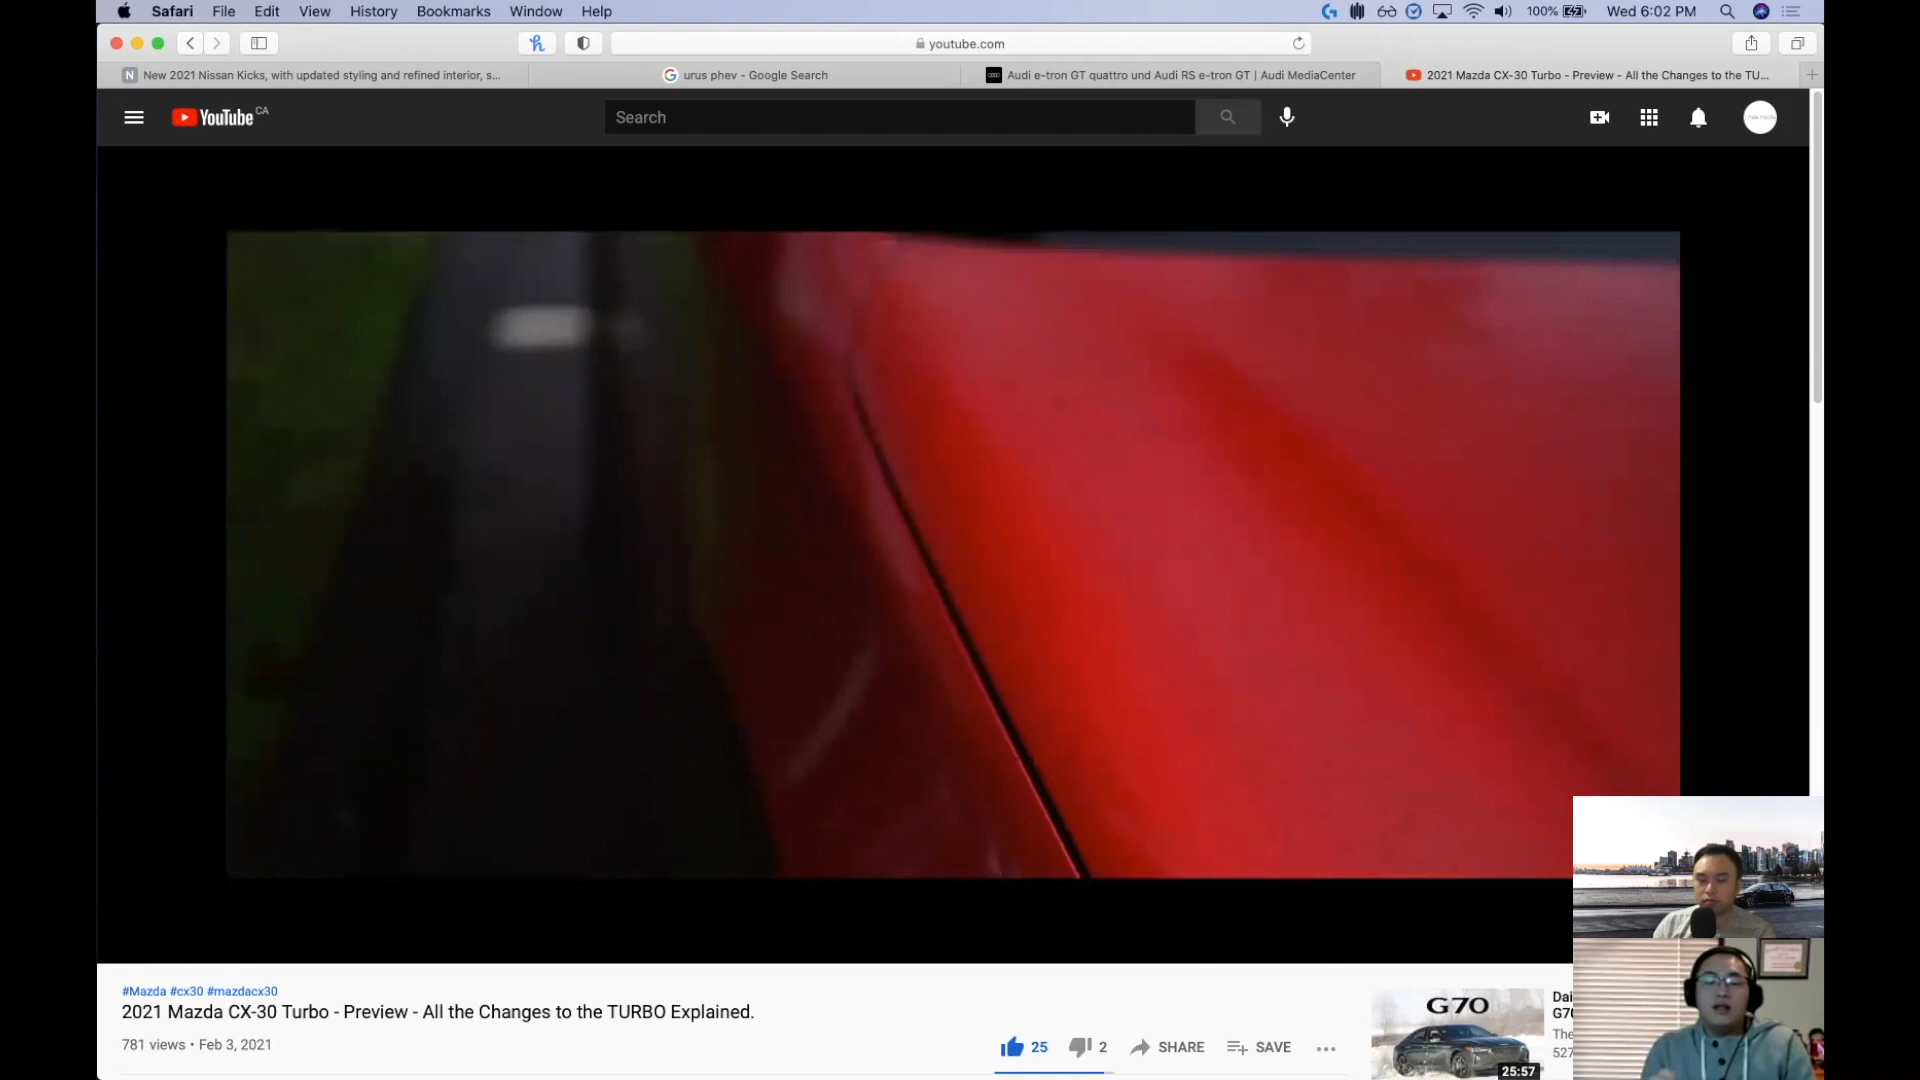 Safari File Edit View History Bookmarks Window Help 100% Wed 6:02 PM
youtube.com
New 2021 Nissan Kicks, with updated styling and refined interior, s...
urus phev - Google Search
Audi e-tron GT quattro und Audi RS e-tron GT | Audi MediaCenter
2021 Mazda CX-30 Turbo - Preview - All the Changes to the TU...
YouTube CA
Search
#Mazda #cx30 #mazdacx30
2021 Mazda CX-30 Turbo - Preview - All the Changes to the TURBO Explained.
781 views • Feb 3, 2021
25 2 SHARE SAVE
G70
25:57
Dai
G70
The
527